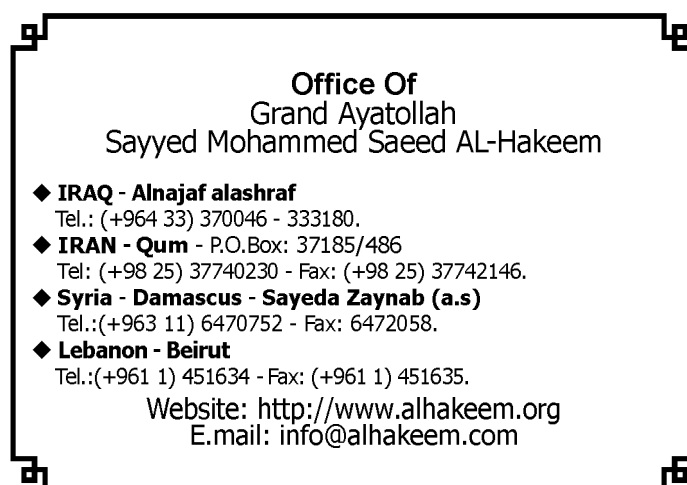 Office Of
Grand Ayatollah
Sayyed Mohammed Saeed AL-Hakeem
◆ IRAQ - Alnajaf alashraf
Tel.: (+964 33) 370046 - 333180.
◆ IRAN - Qum - P.O.Box: 37185/486
Tel: (+98 25) 37740230 - Fax: (+98 25) 37742146.
◆ Syria - Damascus - Sayeda Zaynab (a.s)
Tel.:(+963 11) 6470752 - Fax: 6472058.
◆ Lebanon - Beirut
Tel.:(+961 1) 451634 - Fax: (+961 1) 451635.
Website: http://www.alhakeem.org
E.mail: info@alhakeem.com